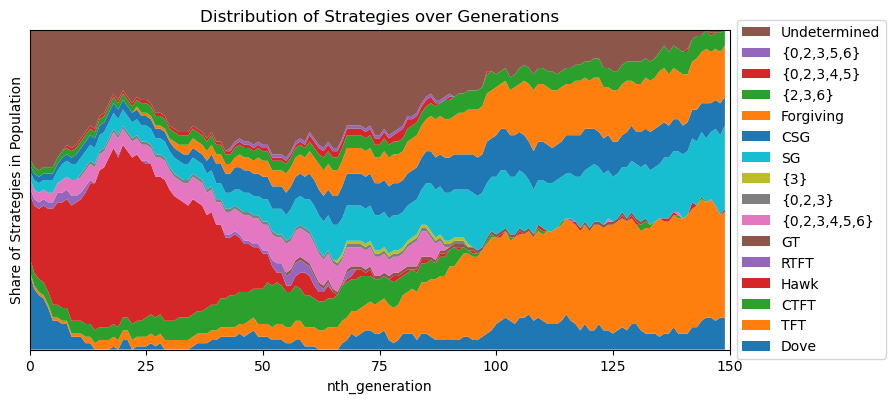 Distribution of Strategies over Generations
Share of Strategies in Population
0
25
50
75
100
125
150
nth_generation
Undetermined
{0,2,3,5,6}
{0,2,3,4,5}
{2,3,6}
Forgiving
CSG
SG
{3}
{0,2,3}
{0,2,3,4,5,6}
GT
RTFT
Hawk
CTFT
TFT
Dove